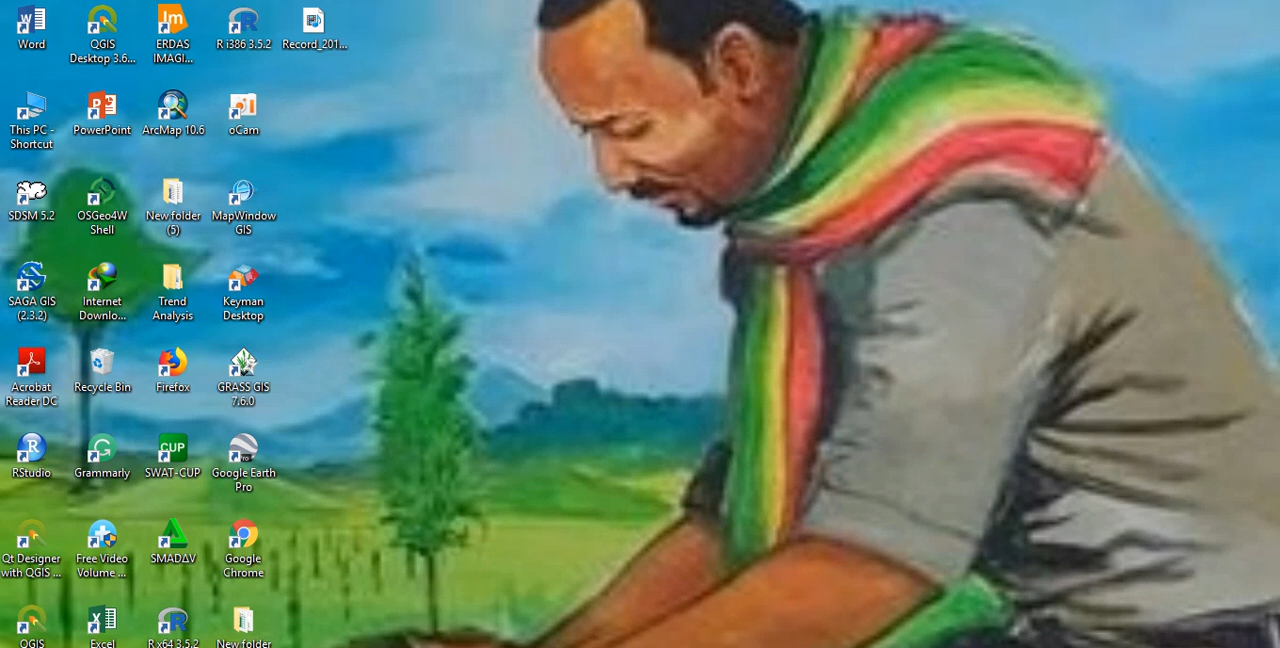 Word
QGIS
Desktop 3.6...
ERDAS
IMAGI...
R i386 3.5.2
Record_201...
This PC -
Shortcut
PowerPoint
ArcMap 10.6
oCam
SDSM 5.2
OSGeo4W
Shell
New folder
(5)
MapWindow
GIS
SAGA GIS
(2.3.2)
Internet
Downlo...
Trend
Analysis
Keyman
Desktop
Acrobat
Reader DC
Recycle Bin
Firefox
GRASS GIS
7.6.0
RStudio
Grammarly
CUP
SWAT-CUP
Google Earth
Pro
Qt Designer
with QGIS ...
Free Video
Volume ...
SMADΔV
Google
Chrome
QGIS
Excel
R x64 3.5.2
New folder